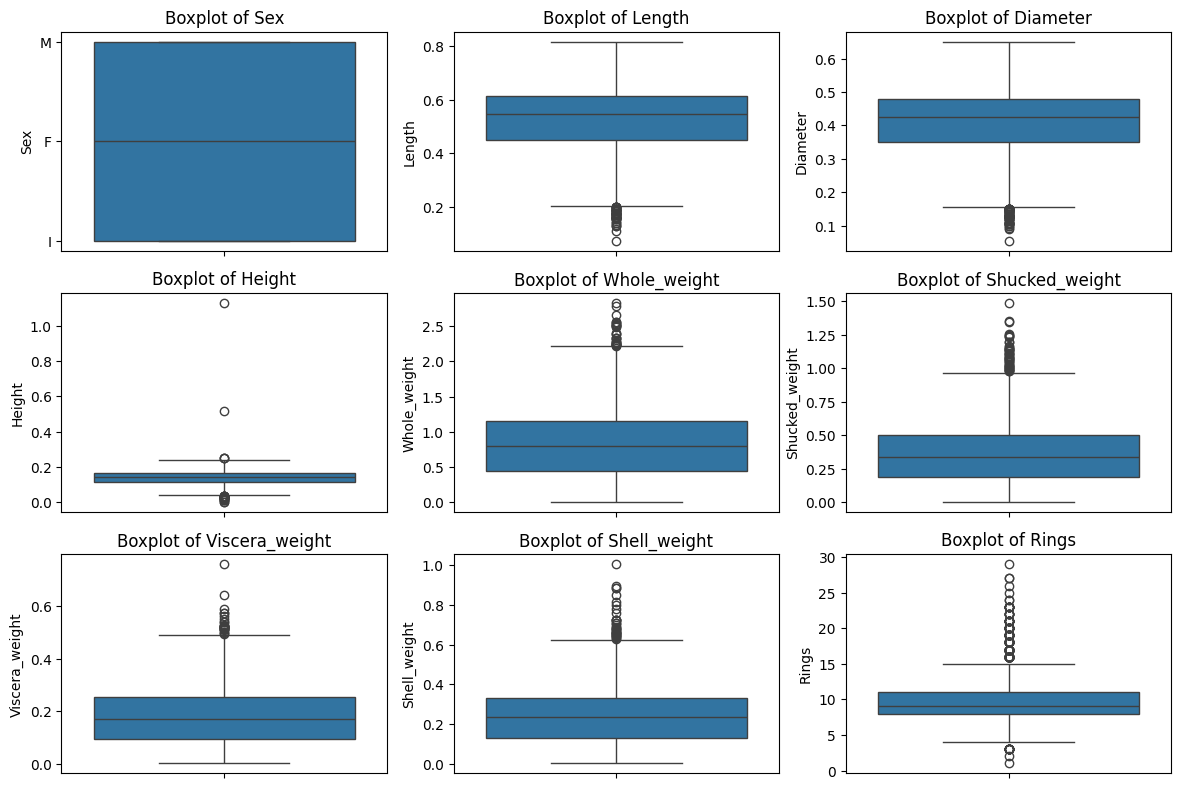 Boxplot of Sex
Sex
M
F
I
Boxplot of Length
Length
0.8
0.6
0.4
0.2
Boxplot of Diameter
Diameter
0.6
0.5
0.4
0.3
0.2
0.1
Boxplot of Height
Height
1.0
0.8
0.6
0.4
0.2
0.0
Boxplot of Whole_weight
Whole_weight
2.5
2.0
1.5
1.0
0.5
0.0
Boxplot of Shucked_weight
Shucked_weight
1.50
1.25
1.00
0.75
0.50
0.25
0.00
Boxplot of Viscera_weight
Viscera_weight
0.6
0.4
0.2
0.0
Boxplot of Shell_weight
Shell_weight
1.0
0.8
0.6
0.4
0.2
0.0
Boxplot of Rings
Rings
30
25
20
15
10
5
0